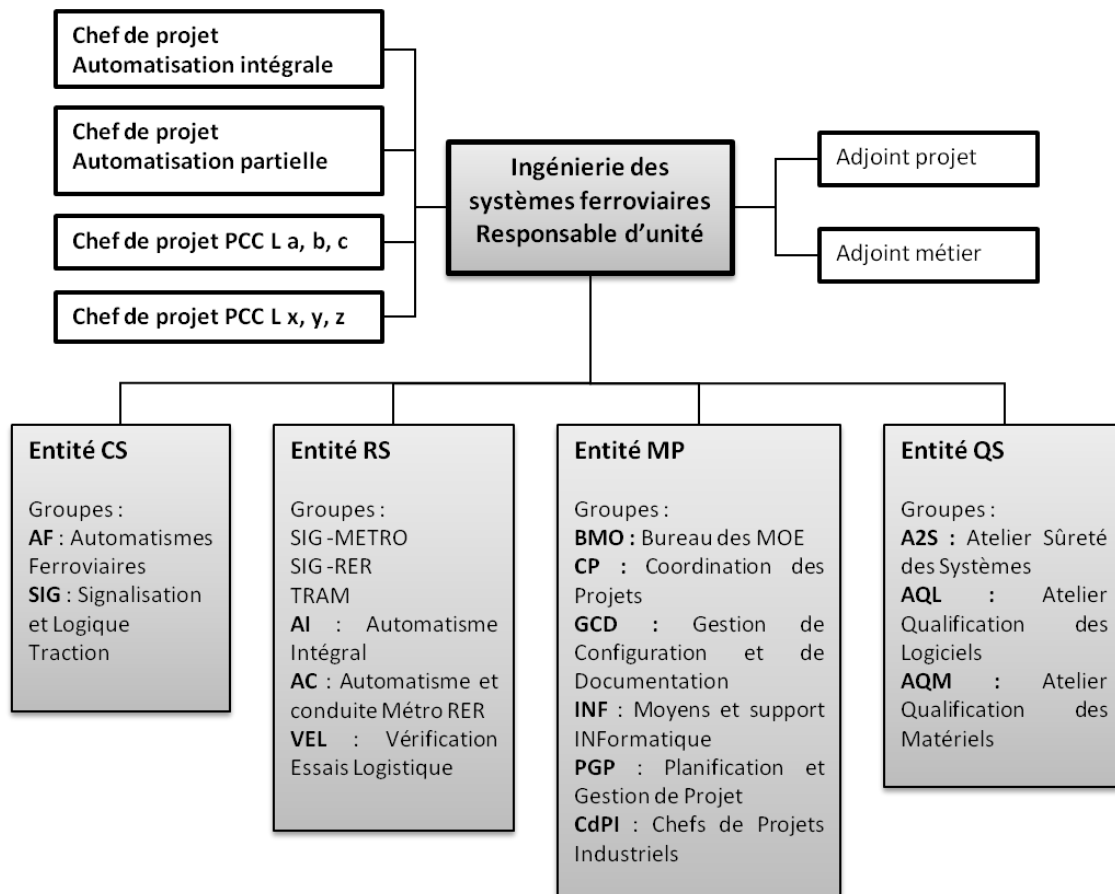 Chef de projet
Automatisation intégrale
Chef de projet
Automatisation partielle
Chef de projet PCC L a, b, c
Chef de projet PCC L x, y, z
Ingénierie des
systèmes ferroviaires
Responsable d'unité
Adjoint projet
Adjoint métier
Entité CS
Groupes :
AF : Automatismes
Ferroviaires
SIG : Signalisation
et Logique
Traction
Entité RS
Groupes :
SIG -METRO
SIG -RER
TRAM
AI : Automatisme
Intégral
AC : Automatisme et
conduite Métro RER
VEL : Vérification
Essais Logistique
Entité MP
Groupes :
BMO : Bureau des MOE
CP : Coordination des
Projets
GCD : Gestion de
Configuration et de
Documentation
INF : Moyens et support
INFormatique
PGP : Planification et
Gestion de Projet
CdPI : Chefs de Projets
Industriels
Entité QS
Groupes :
A2S : Atelier Sûreté
des Systèmes
AQL : Atelier
Qualification des
Logiciels
AQM : Atelier
Qualification des
Matériels